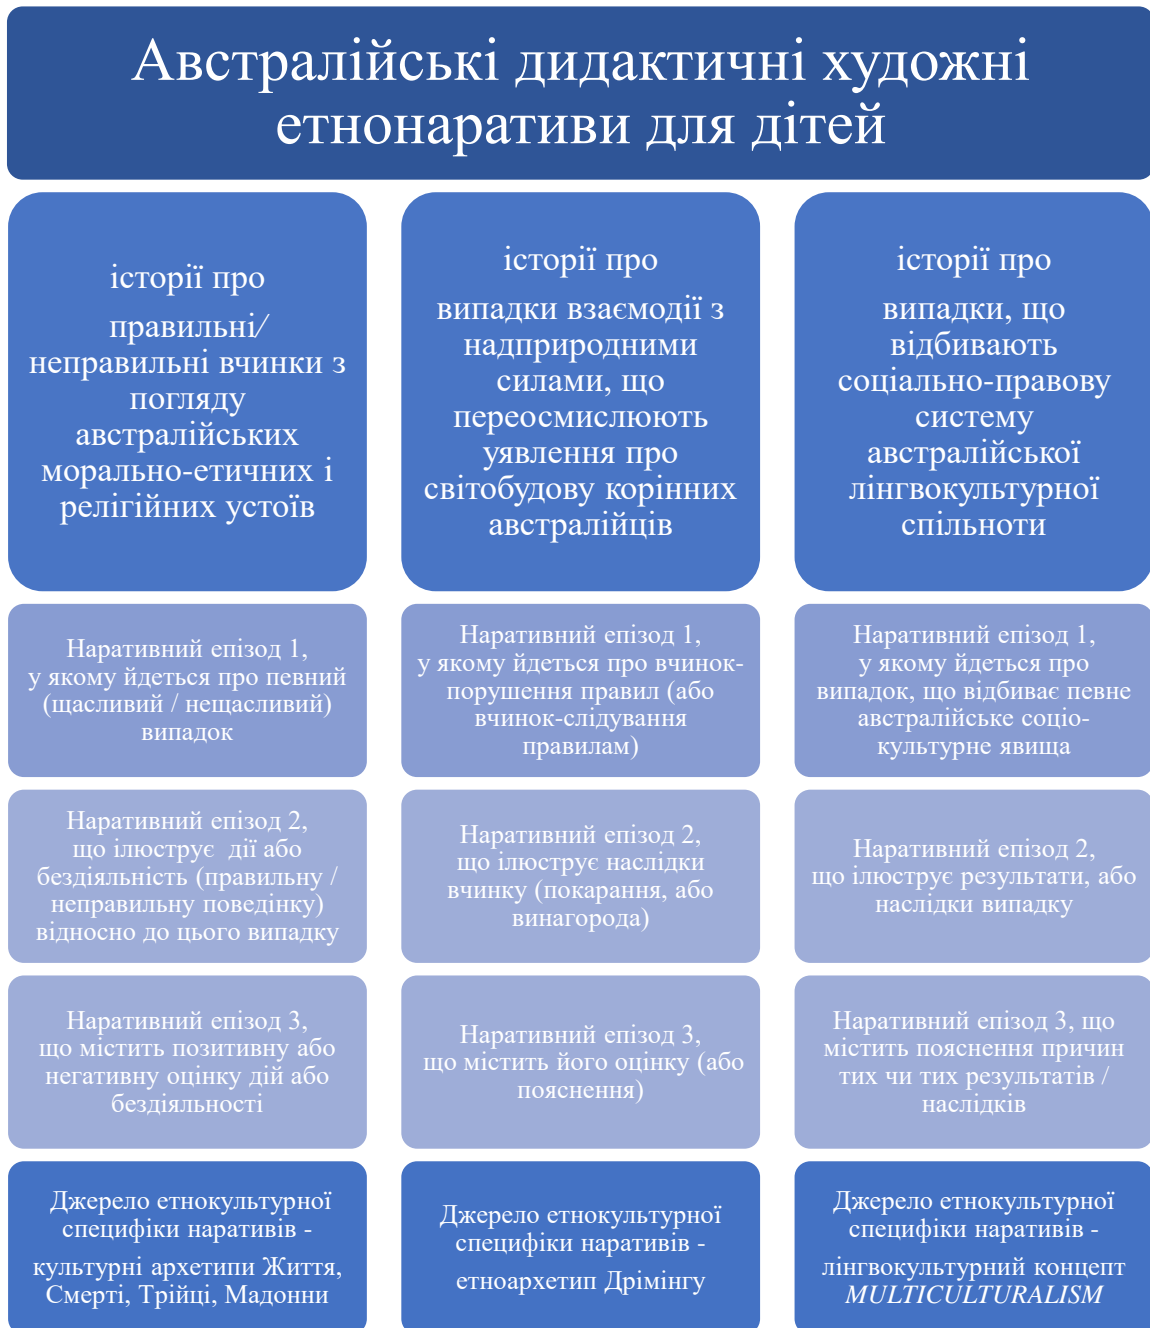 Австралійські дидактичні художні
етнонаративи для дітей
історії про
правильні/
неправильні вчинки з
погляду
австралійських
морально-етичних і
релігійних устоїв
історії про
випадки взаємодії з
надприродними
силами, що
переосмислюють
уявлення про
світобудову корінних
австралійців
історії про
випадки, що
відбивають
соціально-правову
систему
австралійської
лінгвокультурної
спільноти
Наративний епізод 1,
у якому йдеться про певний
(щасливий / нещасливий)
випадок
Наративний епізод 1,
у якому йдеться про вчинок-
порушення правил (або
вчинок-слідування
правилам)
Наративний епізод 1,
у якому йдеться про
випадок, що відбиває певне
австралійське соціо-
культурне явища
Наративний епізод 2,
що ілюструє дії або
бездіяльність (правильну /
неправильну поведінку)
відносно до цього випадку
Наративний епізод 2,
що ілюструє наслідки
вчинку (покарання, або
винагорода)
Наративний епізод 2,
що ілюструє результати, або
наслідки випадку
Наративний епізод 3,
що містить позитивну або
негативну оцінку дій або
бездіяльності
Наративний епізод 3,
що містить його оцінку (або
пояснення)
Наративний епізод 3, що
містить пояснення причин
тих чи тих результатів /
наслідків
Джерело етнокультурної
специфіки наративів -
культурні архетипи Життя,
Смерті, Трійці, Мадонни
Джерело етнокультурної
специфіки наративів -
етноархетип Дрімінгу
Джерело етнокультурної
специфіки наративів -
лінгвокультурний концепт
MULTICULTURALISM